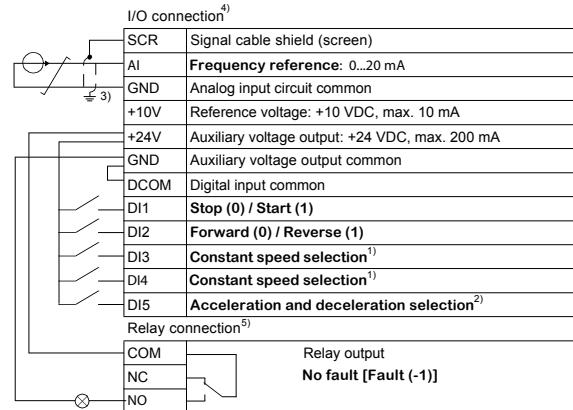 I/O connection4)
SCR Signal cable shield (screen)
AI Frequency reference: 0...20 mA
GND Analog input circuit common
3)
+10V Reference voltage: +10 VDC, max. 10 mA
+24V Auxiliary voltage output: +24 VDC, max. 200 mA
GND Auxiliary voltage output common
DCOM Digital input common
DI1 Stop (0) / Start (1)
DI2 Forward (0) / Reverse (1)
DI3 Constant speed selection1)
DI4 Constant speed selection1)
DI5 Acceleration and deceleration selection2)
Relay connection5)
COM Relay output
NC No fault [Fault (-1)]
NO